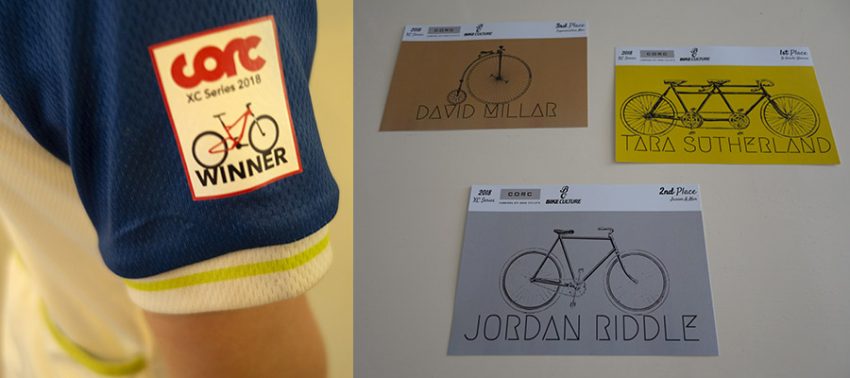 corc
XC Series 2018
WINNER
2018
XC Series
CORC
BIKE CULTURE
3rd Place
DAVID MILLAR
2018
XC Series
CORC
BIKE CULTURE
1st Place
TARA SUTHERLAND
2018
XC Series
CORC
BIKE CULTURE
2nd Place
JORDAN RIDDLE